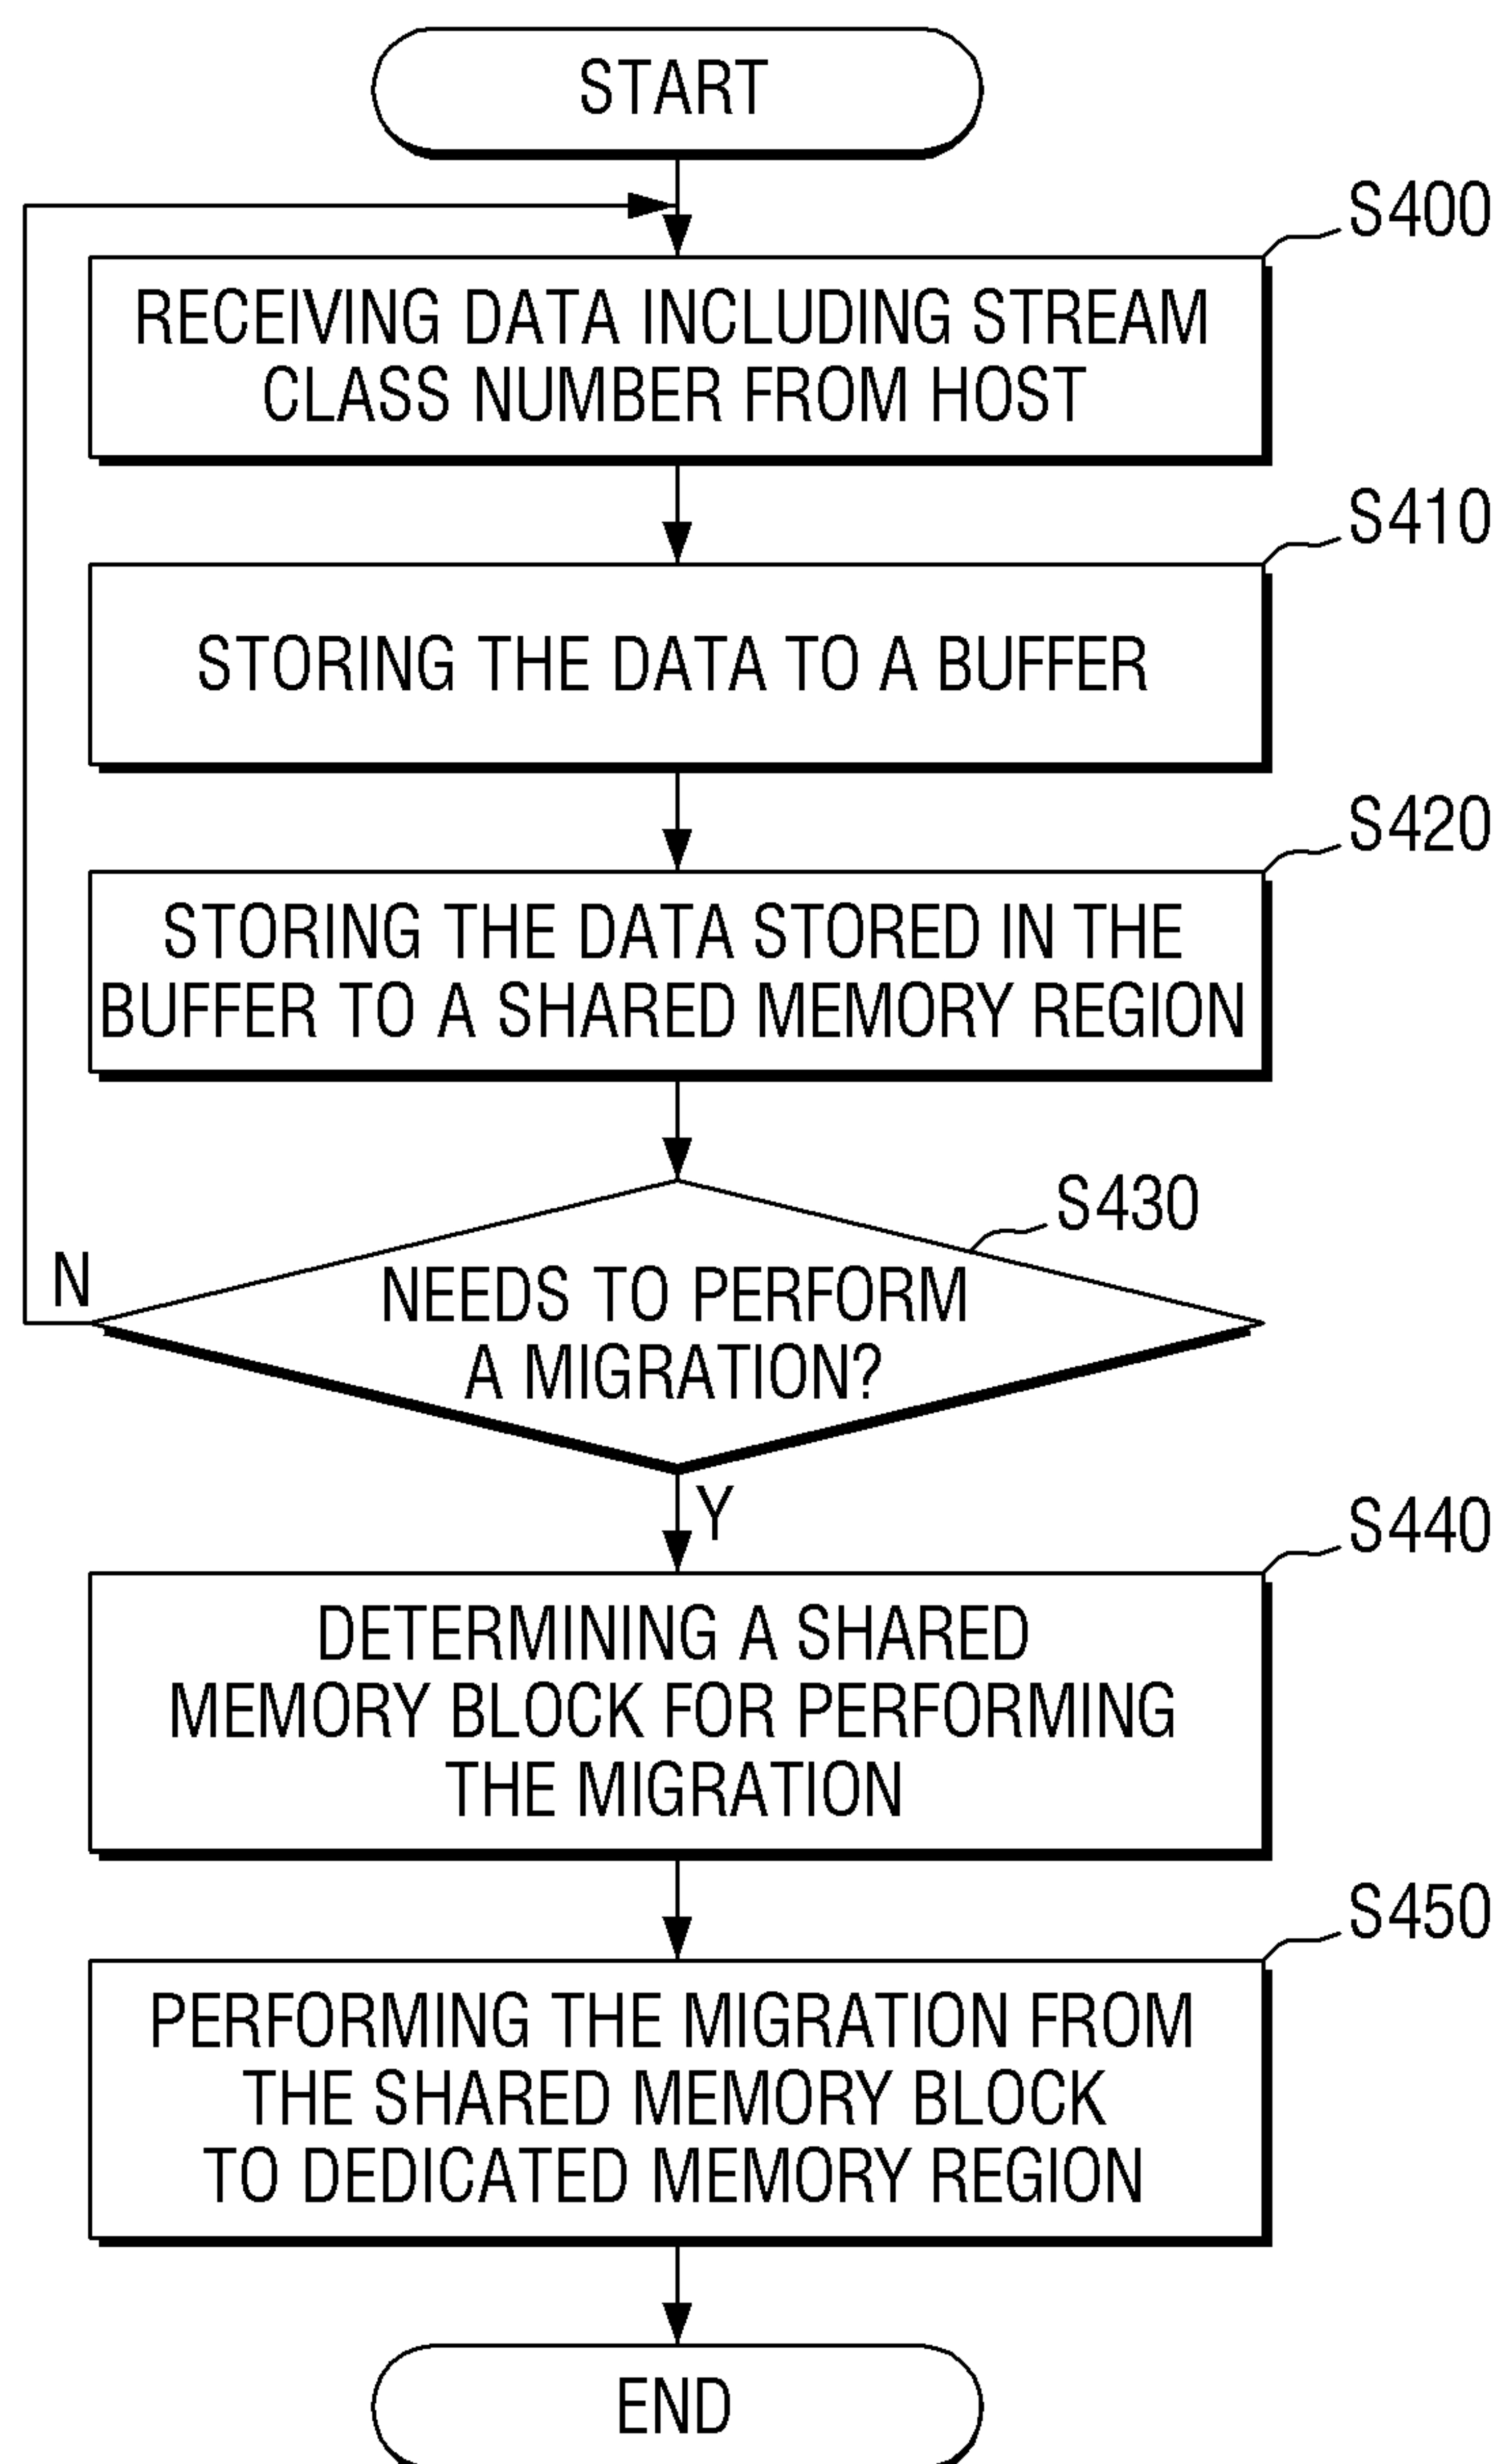 START
S400
RECEIVING DATA INCLUDING STREAM
CLASS NUMBER FROM HOST
S410
STORING THE DATA TO A BUFFER
S420
STORING THE DATA STORED IN THE
BUFFER TO A SHARED MEMORY REGION
S430
N
NEEDS TO PERFORM
A MIGRATION?
Y
S440
DETERMINING A SHARED
MEMORY BLOCK FOR PERFORMING
THE MIGRATION
S450
PERFORMING THE MIGRATION FROM
THE SHARED MEMORY BLOCK
TO DEDICATED MEMORY REGION
END